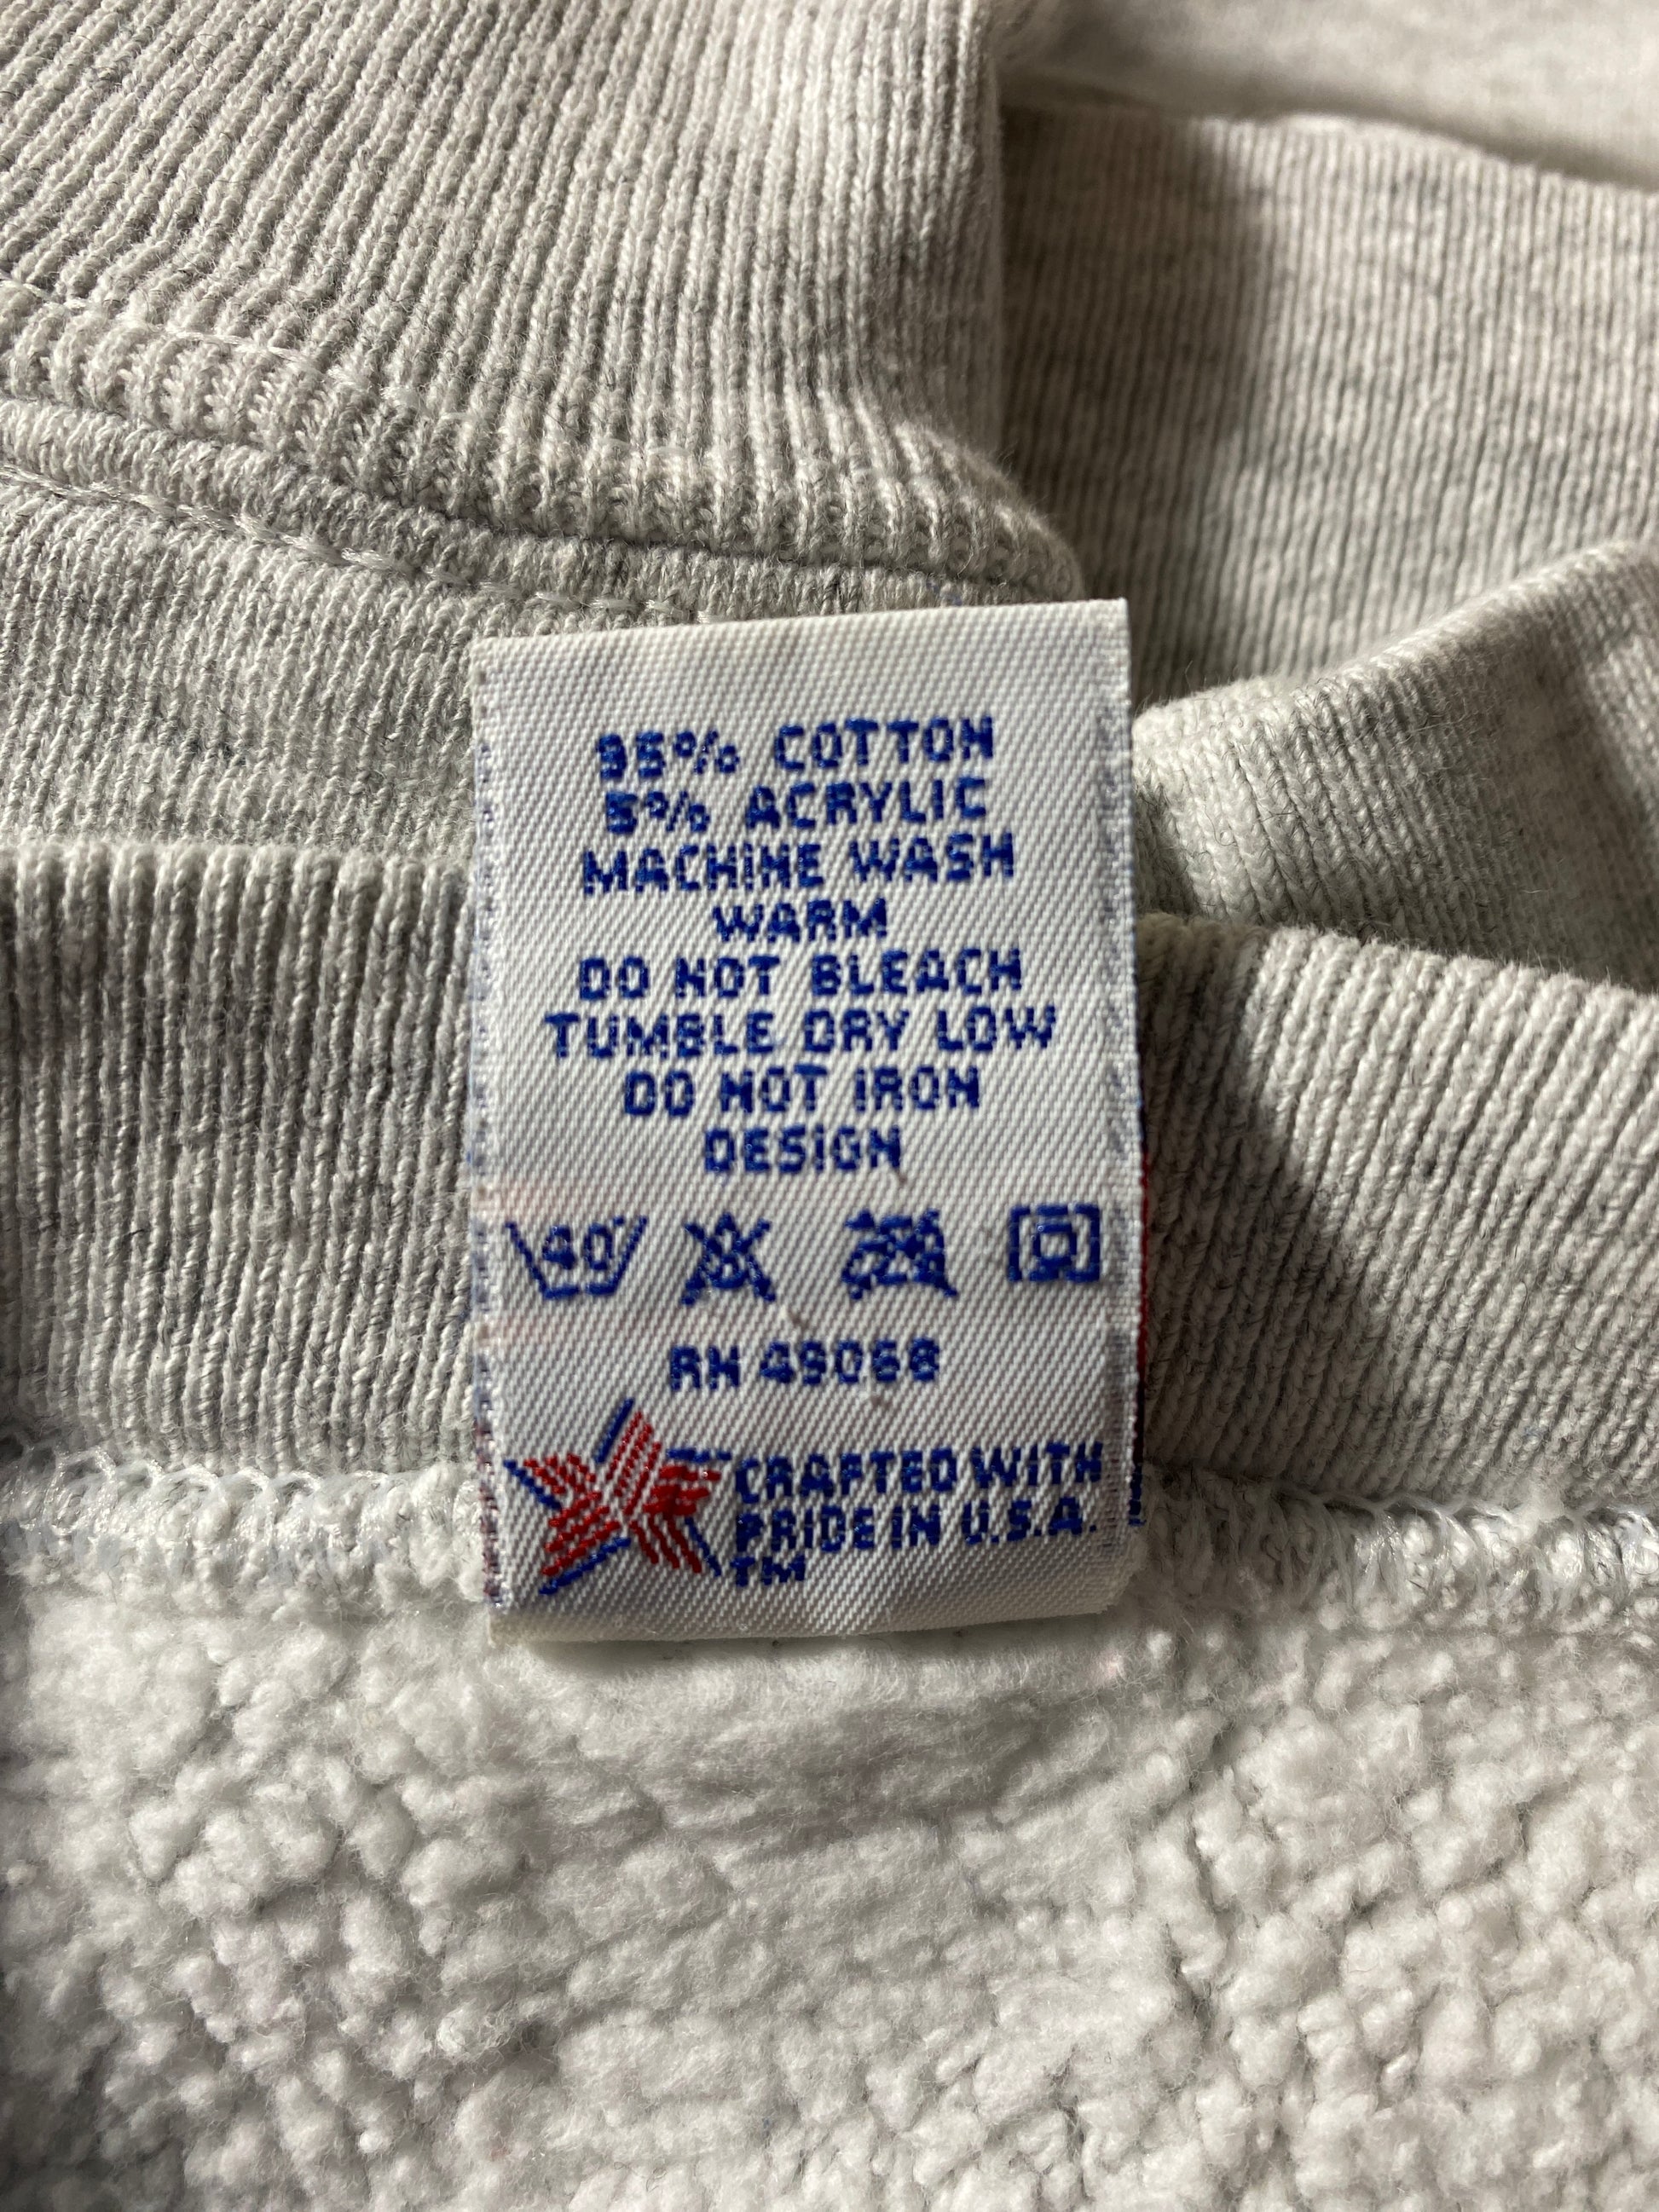 95% COTTON
5% ACRYLIC
MACHINE WASH
WARM
DO NOT BLEACH
TUMBLE DRY LOW
DO NOT IRON
DESIGN
40
RN 49068
CRAFTED WITH
PRIDE IN U.S.A.
TM